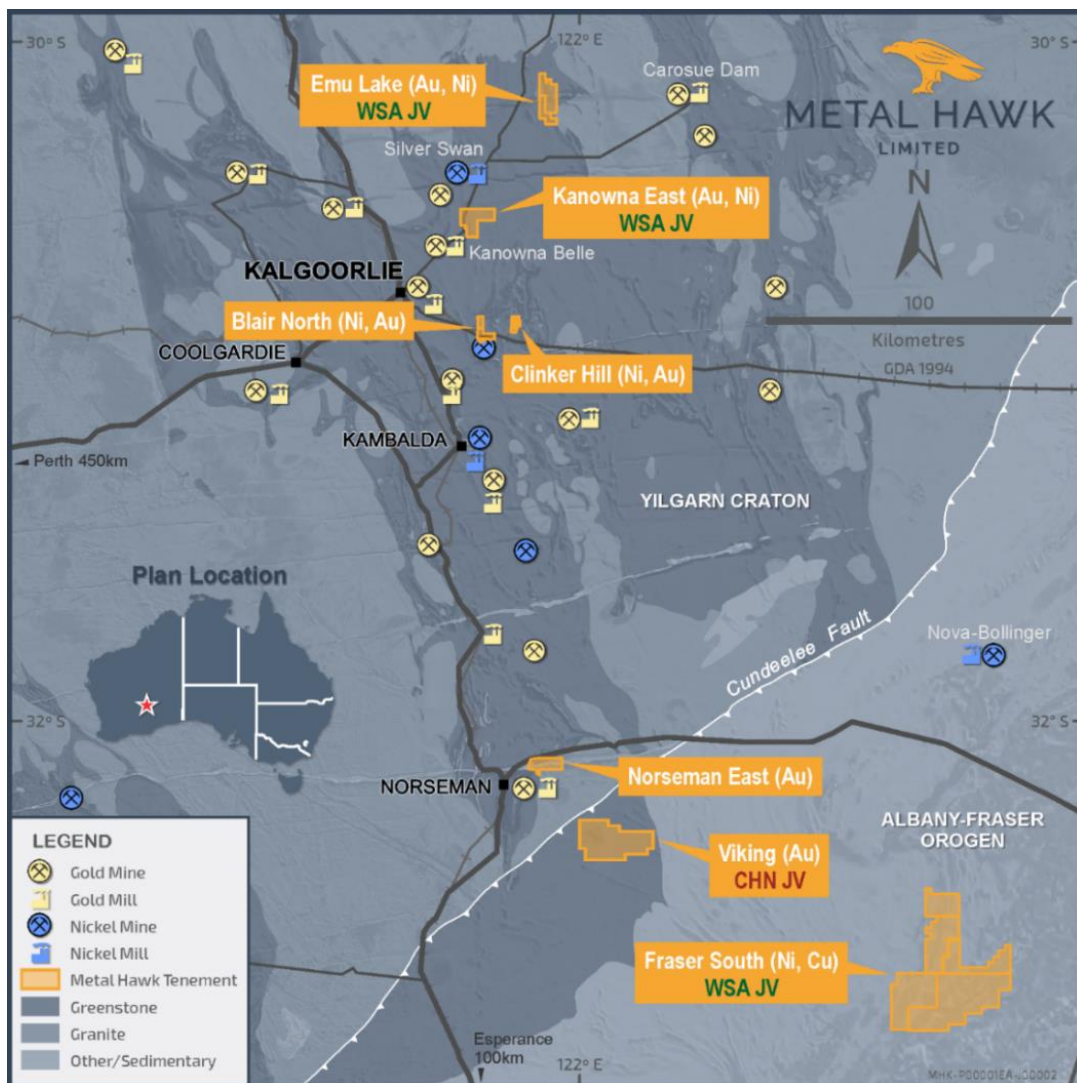 30° S
122° E
30° S
Carosue Dam
METAL HAWK
LIMITED
Emu Lake (Au, Ni)
WSA JV
Silver Swan
N
Kanowna East (Au, Ni)
WSA JV
Kanowna Belle
KALGOORLIE
100
Kilometres
GDA 1994
Blair North (Ni, Au)
COOLGARDIE
Clinker Hill (Ni, Au)
KAMBALDA
Perth 450km
YILGARN CRATON
Plan Location
Cundeelee Fault
Nova-Bollinger
32° S
32° S
NORSEMAN
Norseman East (Au)
ALBANY-FRASER
OROGEN
Viking (Au)
CHN JV
Fraser South (Ni, Cu)
WSA JV
LEGEND
Gold Mine
Gold Mill
Nickel Mine
Nickel Mill
Metal Hawk Tenement
Greenstone
Granite
Other/Sedimentary
Esperance
100km
122° E